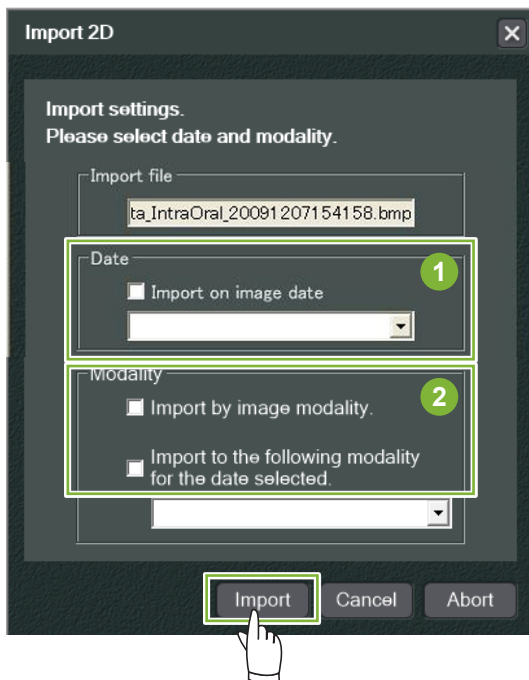 Import 2D
Import settings.
Please select date and modality.
Import file
ta_IntraOral_20091207154158.bmp
Date
1
Import on image date
Modality
2
Import by image modality.
Import to the following modality
for the date selected.
Import Cancel Abort